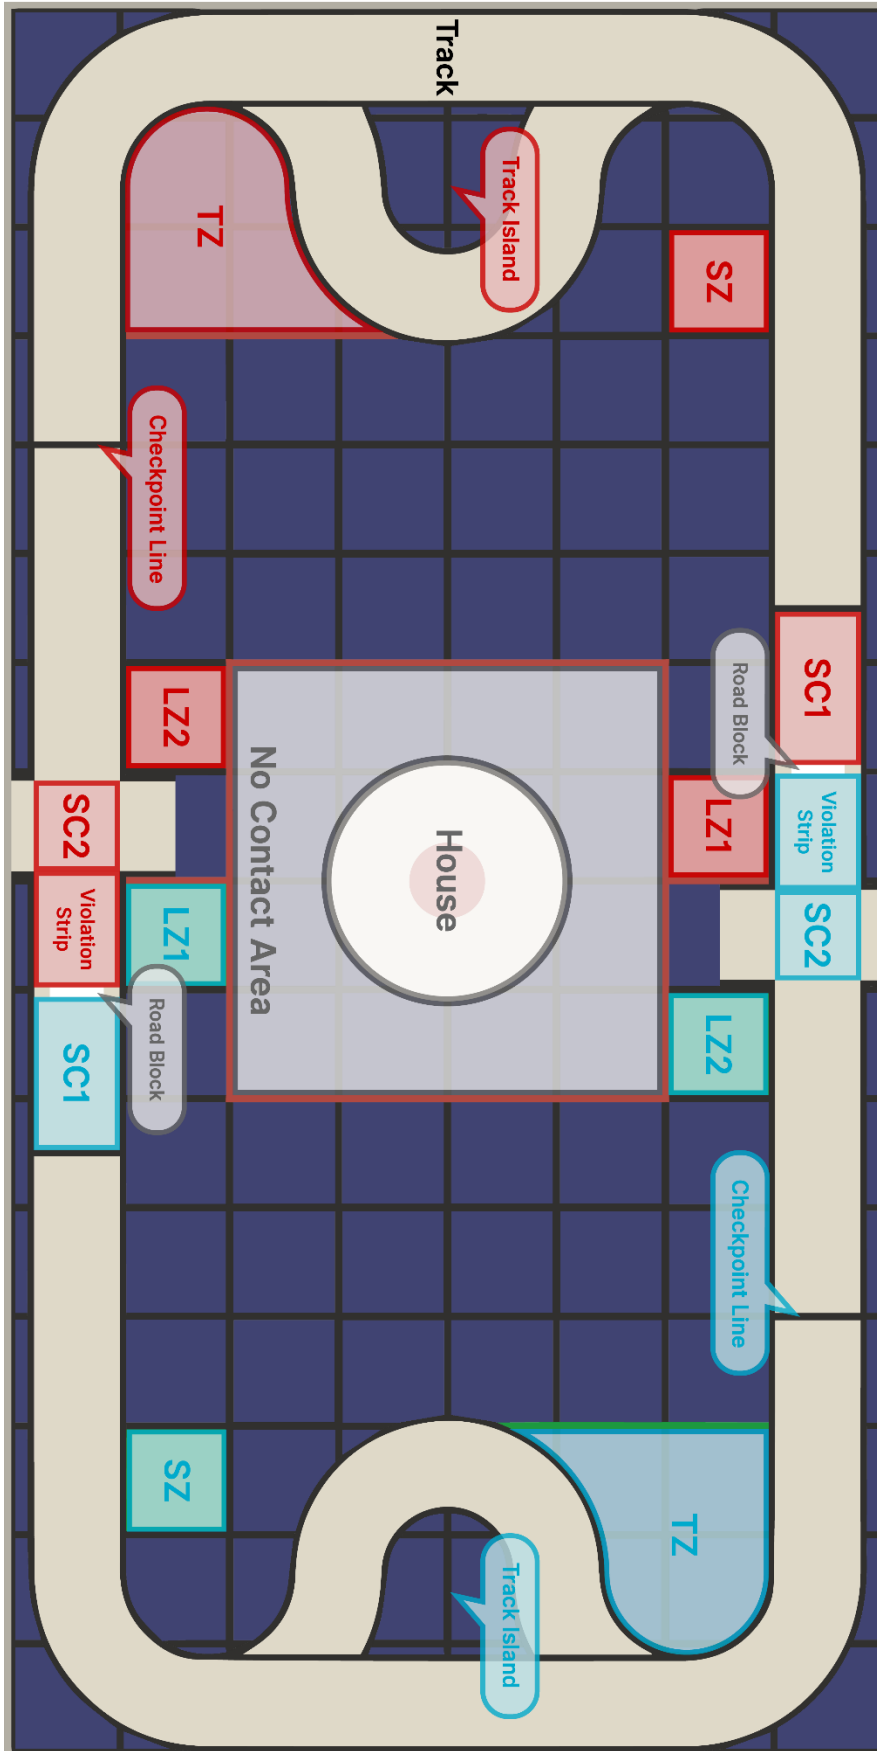 Track
Track Island
TZ
SZ
Checkpoint Line
SC1
Road Block
LZ2
No Contact Area
House
LZ1
Violation
Strip
SC2
SC2
Violation
Strip
LZ1
Road Block
SC1
LZ2
Checkpoint Line
SZ
TZ
Track Island